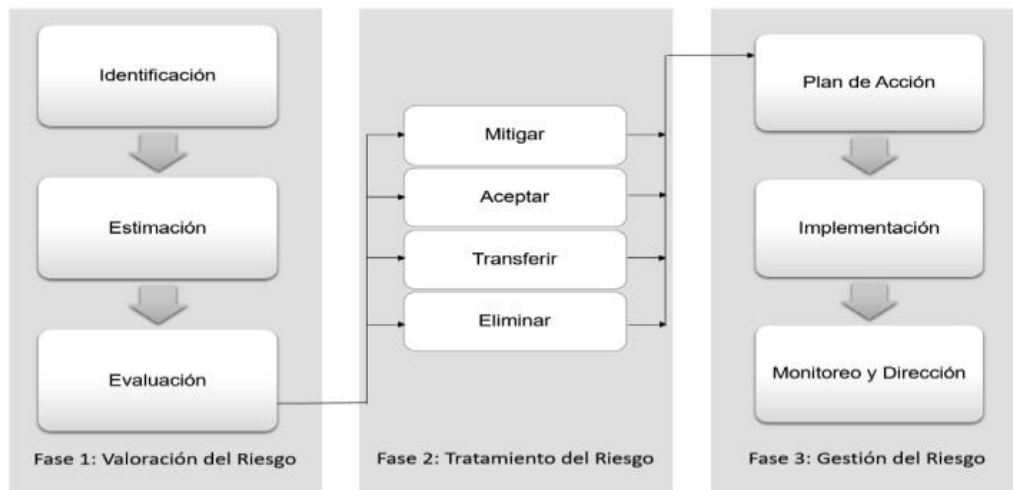 Identificación
Estimación
Evaluación
Fase 1: Valoración del Riesgo
Mitigar
Aceptar
Transferir
Eliminar
Fase 2: Tratamiento del Riesgo
Plan de Acción
Implementación
Monitoreo y Dirección
Fase 3: Gestión del Riesgo